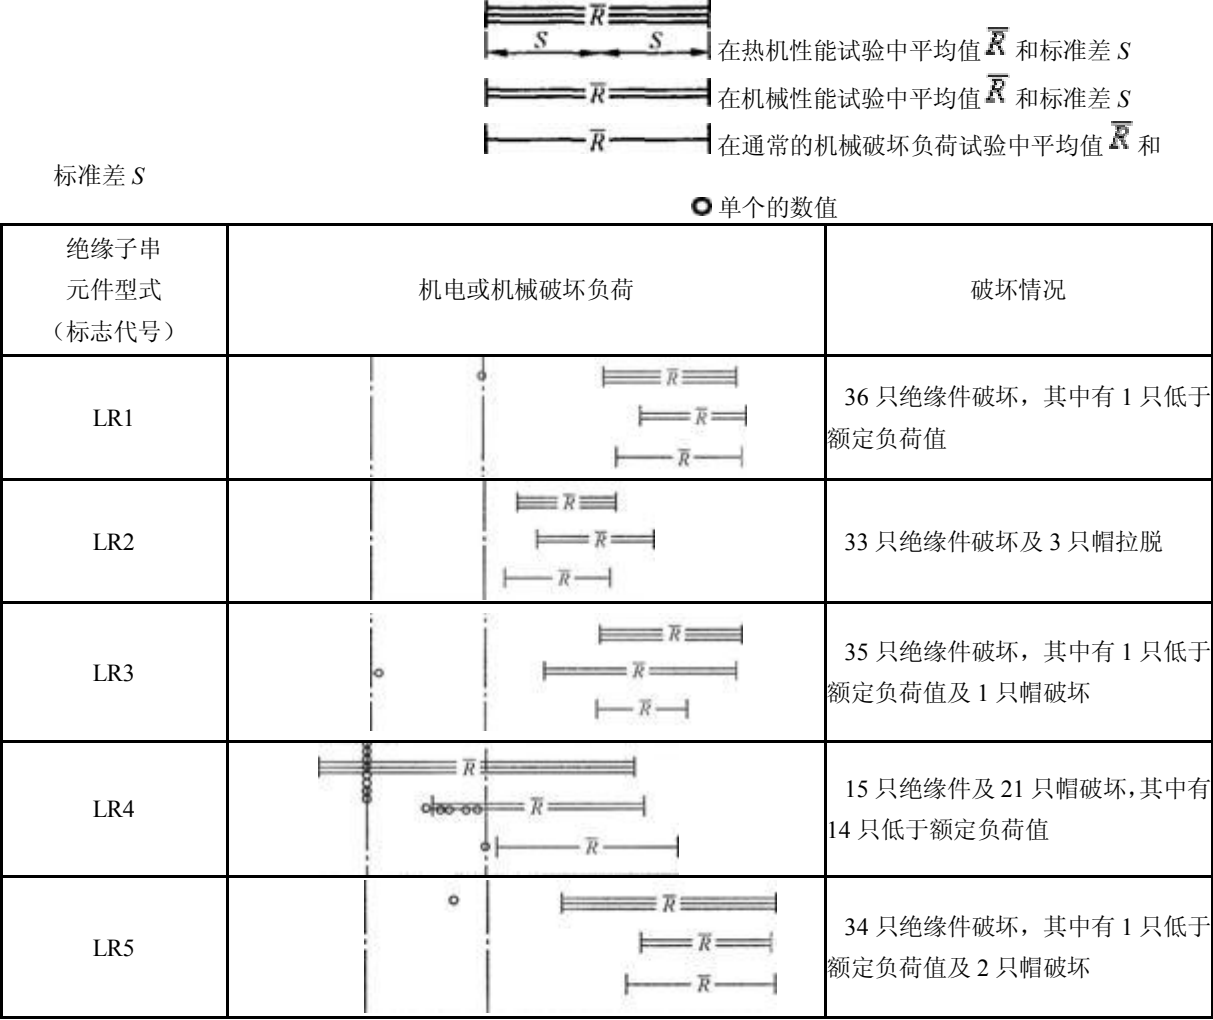 R̅
S S 在热机性能试验中平均值 R̅ 和标准差 S
R̅ 在机械性能试验中平均值 R̅ 和标准差 S
R̅ 在通常的机械破坏负荷试验中平均值 R̅ 和
标准差 S
单个的数值
绝缘子串
元件型式
（标志代号）
机电或机械破坏负荷
破坏情况
LR1
R̅
R̅
R̅
36 只绝缘件破坏，其中有 1 只低于
额定负荷值
LR2
R̅
R̅
R̅
33 只绝缘件破坏及 3 只帽拉脱
LR3
R̅
R̅
R̅
35 只绝缘件破坏，其中有 1 只低于
额定负荷值及 1 只帽破坏
LR4
R̅
R̅
R̅
15 只绝缘件及 21 只帽破坏，其中有
14 只低于额定负荷值
LR5
R̅
R̅
R̅
34 只绝缘件破坏，其中有 1 只低于
额定负荷值及 2 只帽破坏